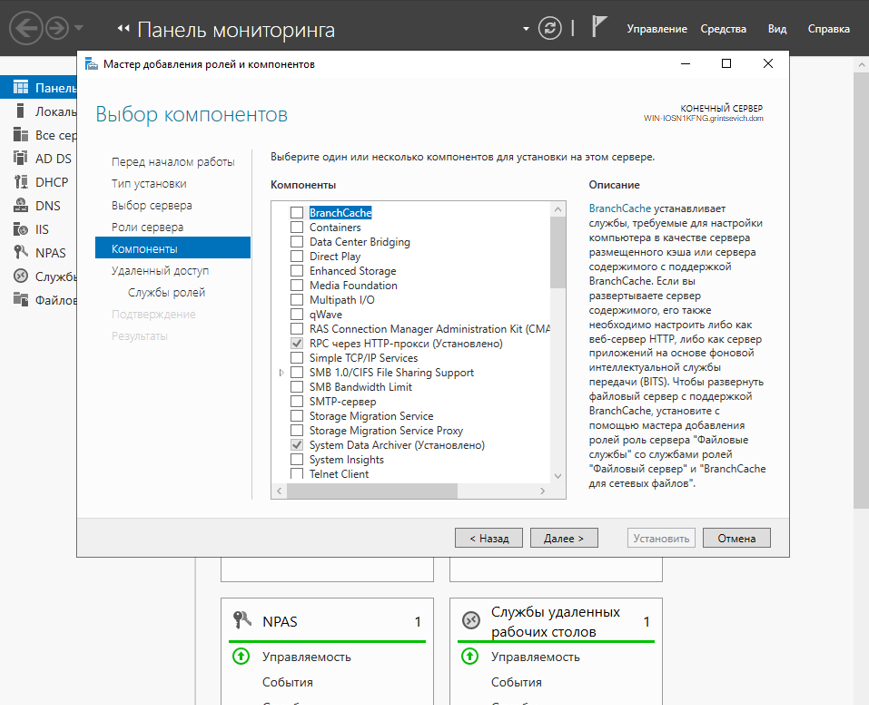 Панель мониторинга
Управление Средства Вид Справка
Мастер добавления ролей и компонентов
Панель
Локаль
Все сер
AD DS
DHCP
DNS
IIS
NPAS
Службы
Файлов
Выбор компонентов
КОНЕЧНЫЙ СЕРВЕР
WIN-IOSN1KFNG.grintsevich.dom
Перед началом работы
Тип установки
Выбор сервера
Роли сервера
Компоненты
Удаленный доступ
Службы ролей
Подтверждение
Результаты
Выберите один или несколько компонентов для установки на этом сервере.
Компоненты
BranchCache
Containers
Data Center Bridging
Direct Play
Enhanced Storage
Media Foundation
Multipath I/O
qWave
RAS Connection Manager Administration Kit (CMA
RPC через HTTP-прокси (Установлено)
Simple TCP/IP Services
SMB 1.0/CIFS File Sharing Support
SMB Bandwidth Limit
SMTP-сервер
Storage Migration Service
Storage Migration Service Proxy
System Data Archiver (Установлено)
System Insights
Telnet Client
Описание
BranchCache устанавливает
службы, требуемые для настройки
компьютера в качестве сервера
размещенного кэша или сервера
содержимого с поддержкой
BranchCache. Если вы
развертываете сервер
содержимого, его также
необходимо настроить либо как
веб-сервер HTTP, либо как сервер
приложений на основе фоновой
интеллектуальной службы
передачи (BITS). Чтобы развернуть
файловый сервер с поддержкой
BranchCache, установите с
помощью мастера добавления
ролей роль сервера "Файловые
службы" со службами ролей
"Файловый сервер" и "BranchCache
для сетевых файлов".
< Назад Далее > Установить Отмена
NPAS 1
Управляемость
События
Службы удаленных
рабочих столов 1
Управляемость
События